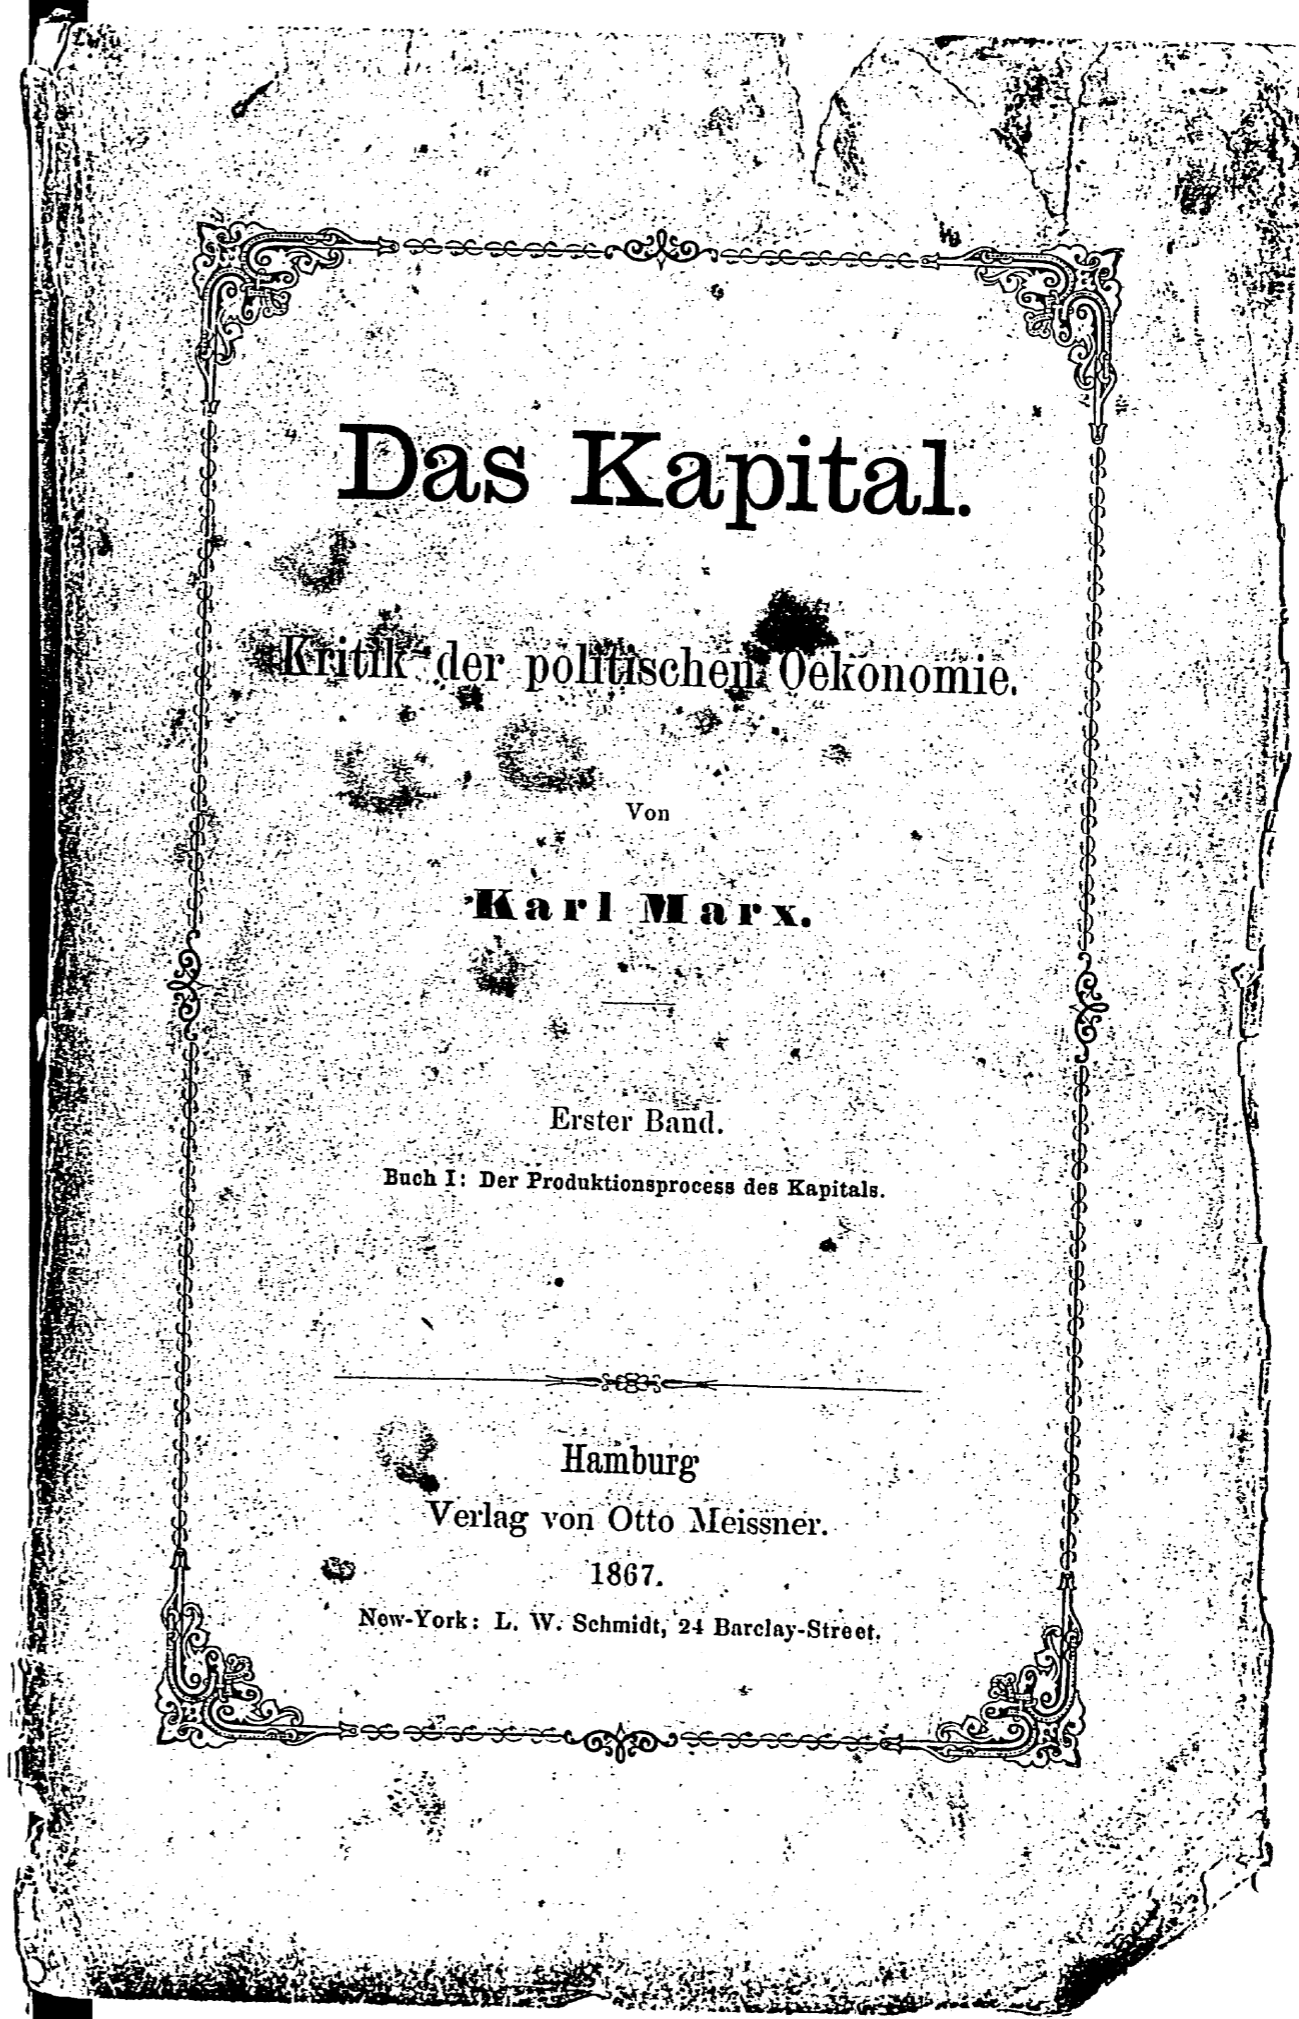 Das Kapital.
Kritik der politischen Oekonomie.
Von
Karl Marx.
Erster Band.
Buch I: Der Produktionsprocess des Kapitals.
Hamburg
Verlag von Otto Meissner.
1867.
New-York: L. W. Schmidt, 24 Barclay-Street.